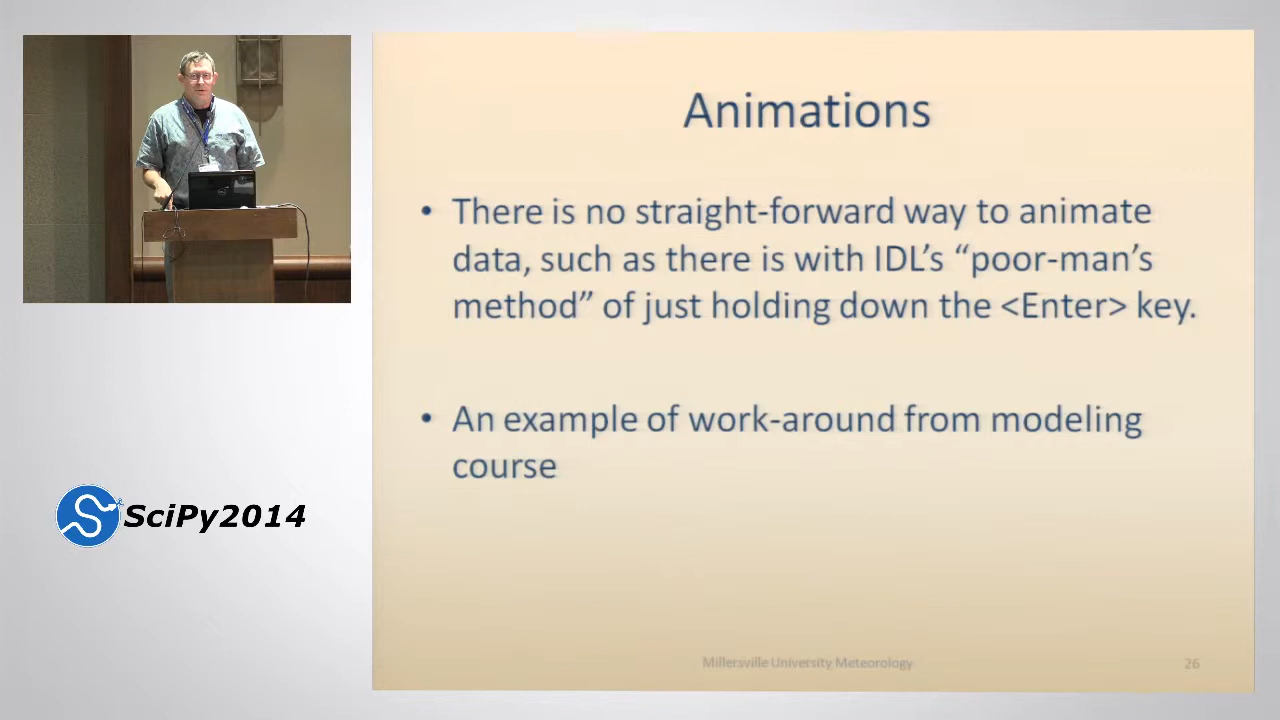 Animations
• There is no straight-forward way to animate
data, such as there is with IDL's “poor-man's
method” of just holding down the <Enter> key.
• An example of work-around from modeling
course
SciPy2014
Millersville University Meteorology
26